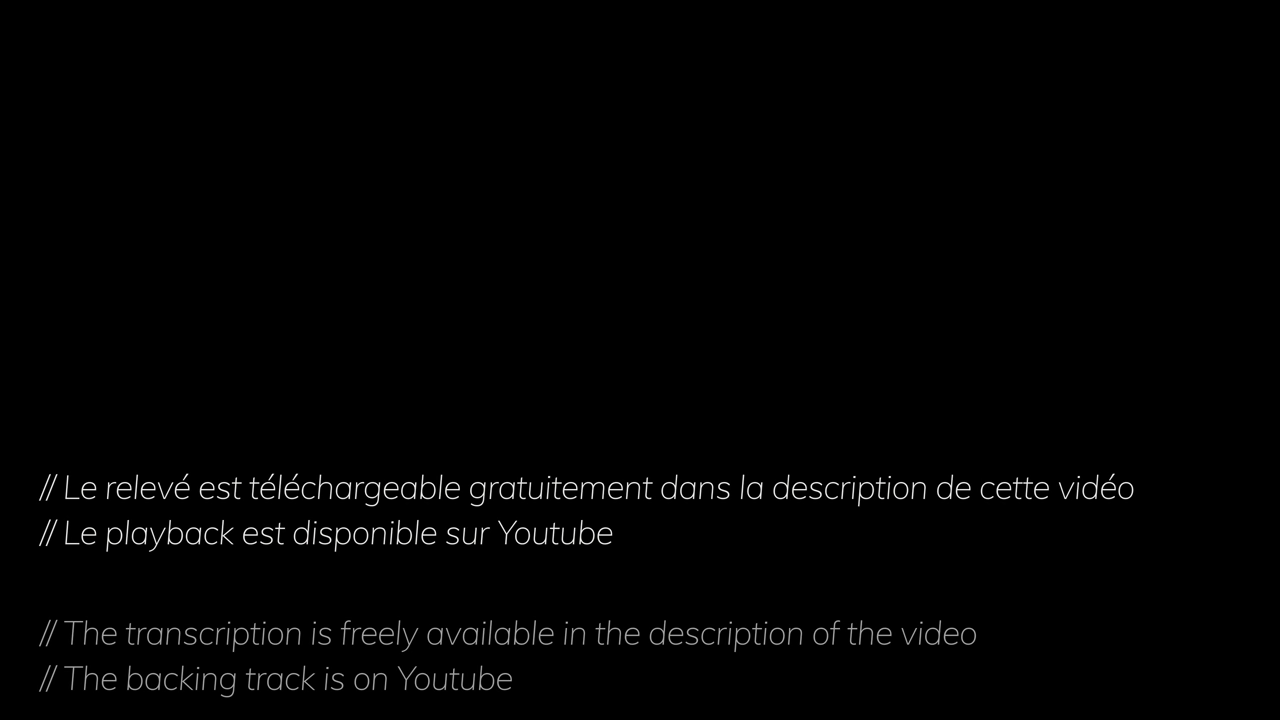 // Le relevé est téléchargeable gratuitement dans la description de cette vidéo
// Le playback est disponible sur Youtube
// The transcription is freely available in the description of the video
// The backing track is on Youtube